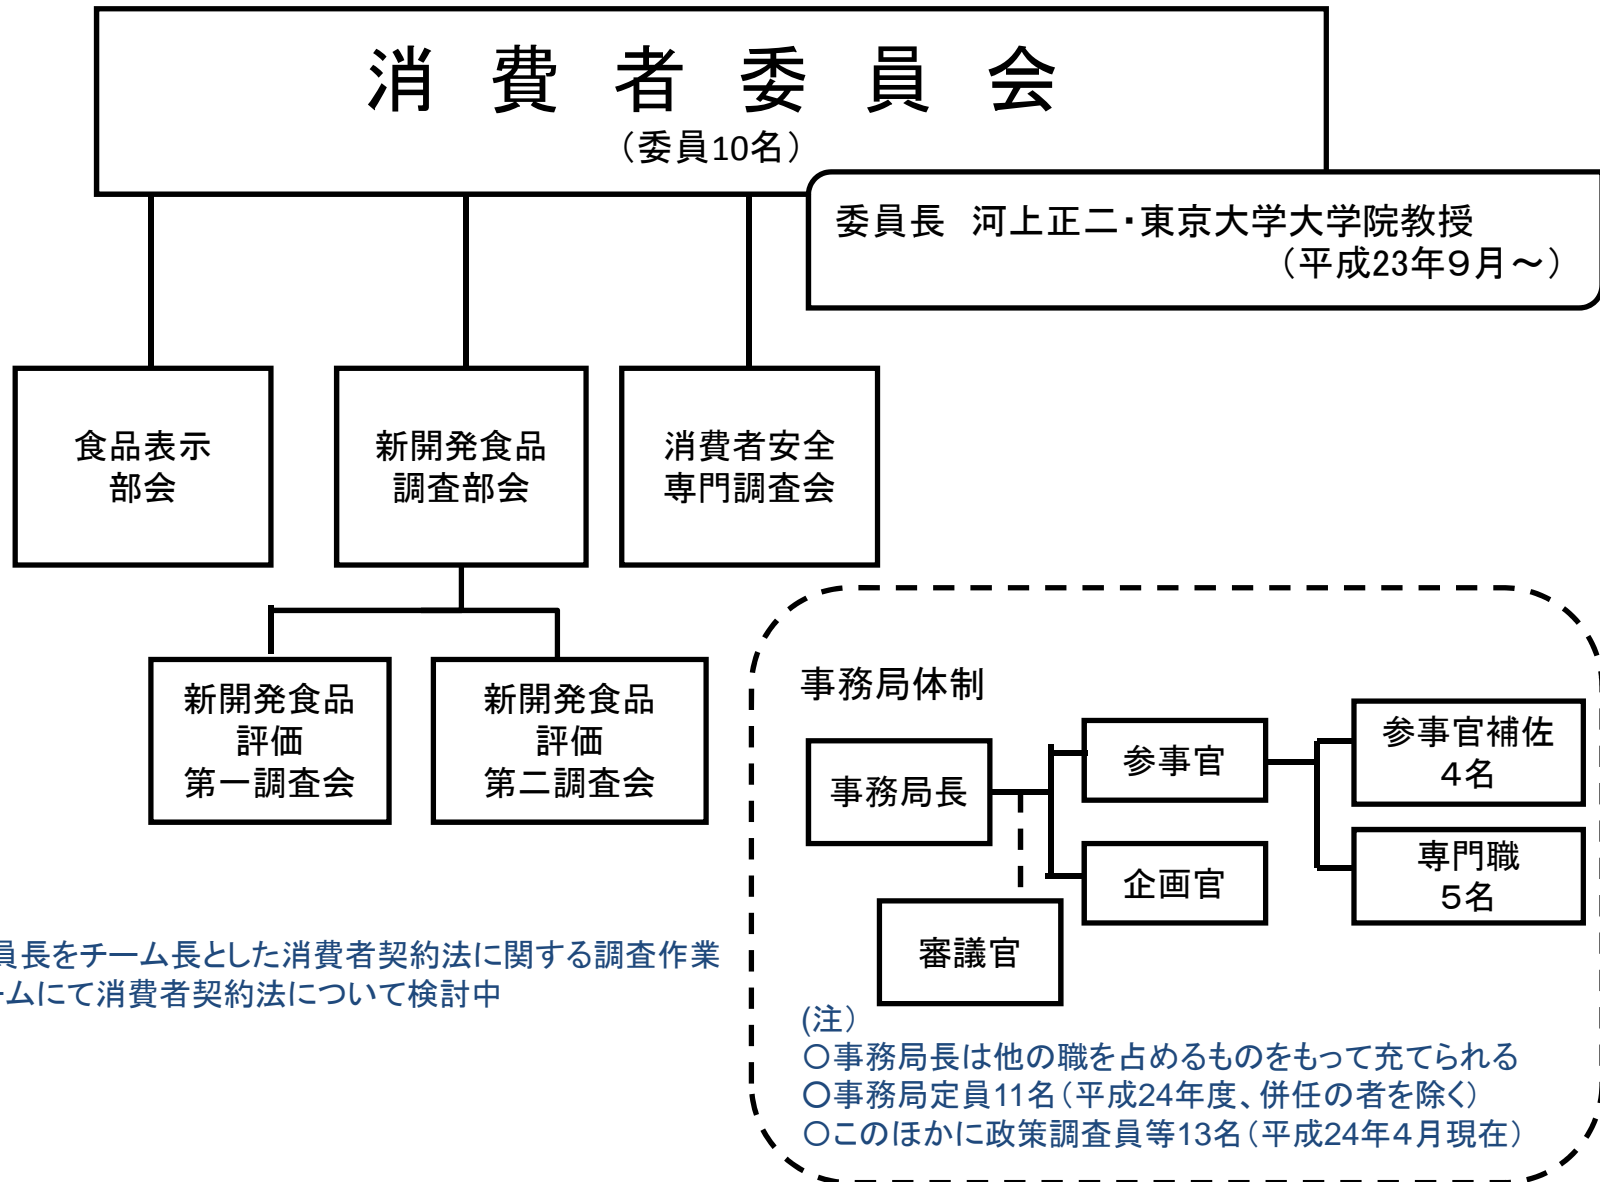 消費者委員会
（委員10名）
委員長　河上正二・東京大学大学院教授
（平成23年９月～）
食品表示
部会
新開発食品
調査部会
消費者安全
専門調査会
新開発食品
評価
第一調査会
新開発食品
評価
第二調査会
事務局体制
事務局長
参事官
企画官
審議官
参事官補佐
４名
専門職
５名
員長をチーム長とした消費者契約法に関する調査作業
ームにて消費者契約法について検討中
(注）
○事務局長は他の職を占めるものをもって充てられる
○事務局定員11名（平成24年度、併任の者を除く）
○このほかに政策調査員等13名（平成24年４月現在）